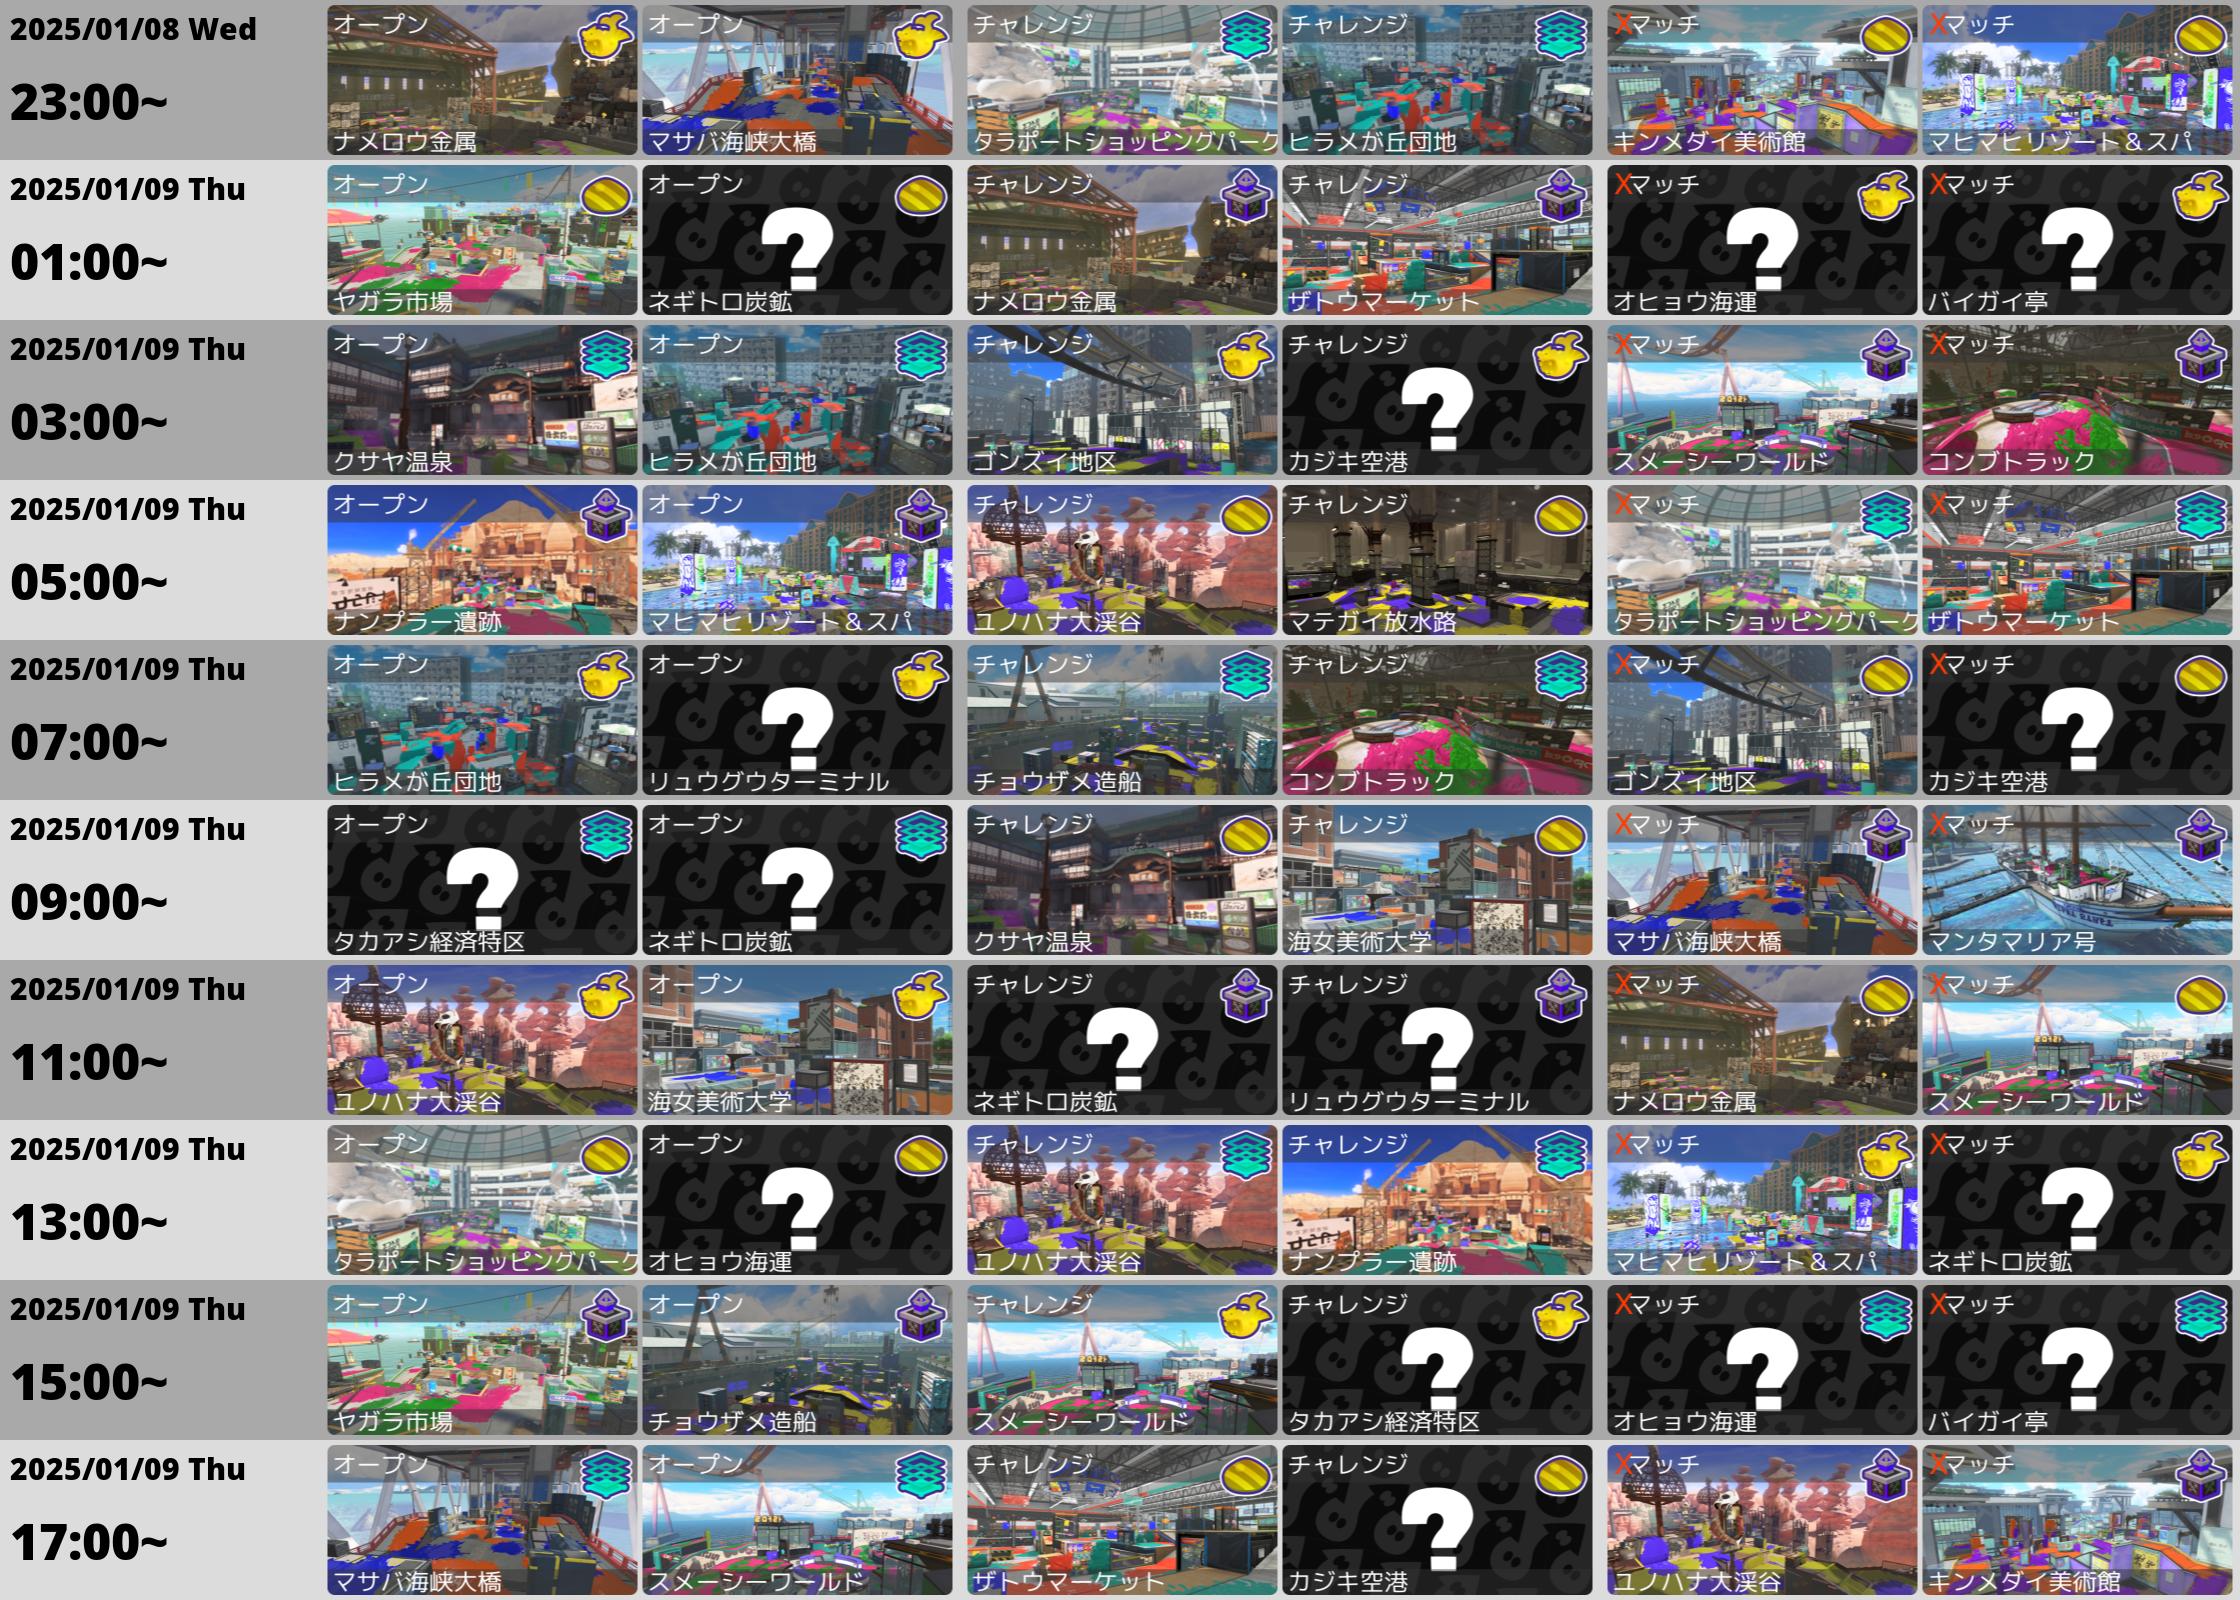 2025/01/08 Wed
23:00~
オープン
ナメロウ金属
オープン
マサバ海峡大橋
チャレンジ
タラポートショッピングパーク
チャレンジ
ヒラメが丘団地
Xマッチ
キンメダイ美術館
Xマッチ
マヒマヒリゾート＆スパ
2025/01/09 Thu
01:00~
オープン
ヤガラ市場
オープン
?
ネギトロ炭鉱
チャレンジ
ナメロウ金属
チャレンジ
ザトウマーケット
Xマッチ
?
オヒョウ海運
Xマッチ
?
バイガイ亭
2025/01/09 Thu
03:00~
オープン
クサヤ温泉
オープン
ヒラメが丘団地
チャレンジ
ゴンズイ地区
チャレンジ
?
カジキ空港
Xマッチ
スメーシーワールド
Xマッチ
コンブトラック
2025/01/09 Thu
05:00~
オープン
ナンプラー遺跡
オープン
マヒマヒリゾート＆スパ
チャレンジ
ユノハナ大渓谷
チャレンジ
マテガイ放水路
Xマッチ
タラポートショッピングパーク
Xマッチ
ザトウマーケット
2025/01/09 Thu
07:00~
オープン
ヒラメが丘団地
オープン
?
リュウグウターミナル
チャレンジ
チョウザメ造船
チャレンジ
コンブトラック
Xマッチ
ゴンズイ地区
Xマッチ
?
カジキ空港
2025/01/09 Thu
09:00~
オープン
?
タカアシ経済特区
オープン
?
ネギトロ炭鉱
チャレンジ
クサヤ温泉
チャレンジ
海女美術大学
Xマッチ
マサバ海峡大橋
Xマッチ
マンタマリア号
2025/01/09 Thu
11:00~
オープン
ユノハナ大渓谷
オープン
海女美術大学
チャレンジ
?
ネギトロ炭鉱
チャレンジ
?
リュウグウターミナル
Xマッチ
ナメロウ金属
Xマッチ
スメーシーワールド
2025/01/09 Thu
13:00~
オープン
タラポートショッピングパーク
オープン
?
オヒョウ海運
チャレンジ
ユノハナ大渓谷
チャレンジ
ナンプラー遺跡
Xマッチ
マヒマヒリゾート＆スパ
Xマッチ
?
ネギトロ炭鉱
2025/01/09 Thu
15:00~
オープン
ヤガラ市場
オープン
チョウザメ造船
チャレンジ
スメーシーワールド
チャレンジ
?
タカアシ経済特区
Xマッチ
?
オヒョウ海運
Xマッチ
?
バイガイ亭
2025/01/09 Thu
17:00~
オープン
マサバ海峡大橋
オープン
スメーシーワールド
チャレンジ
ザトウマーケット
チャレンジ
?
カジキ空港
Xマッチ
ユノハナ大渓谷
Xマッチ
キンメダイ美術館